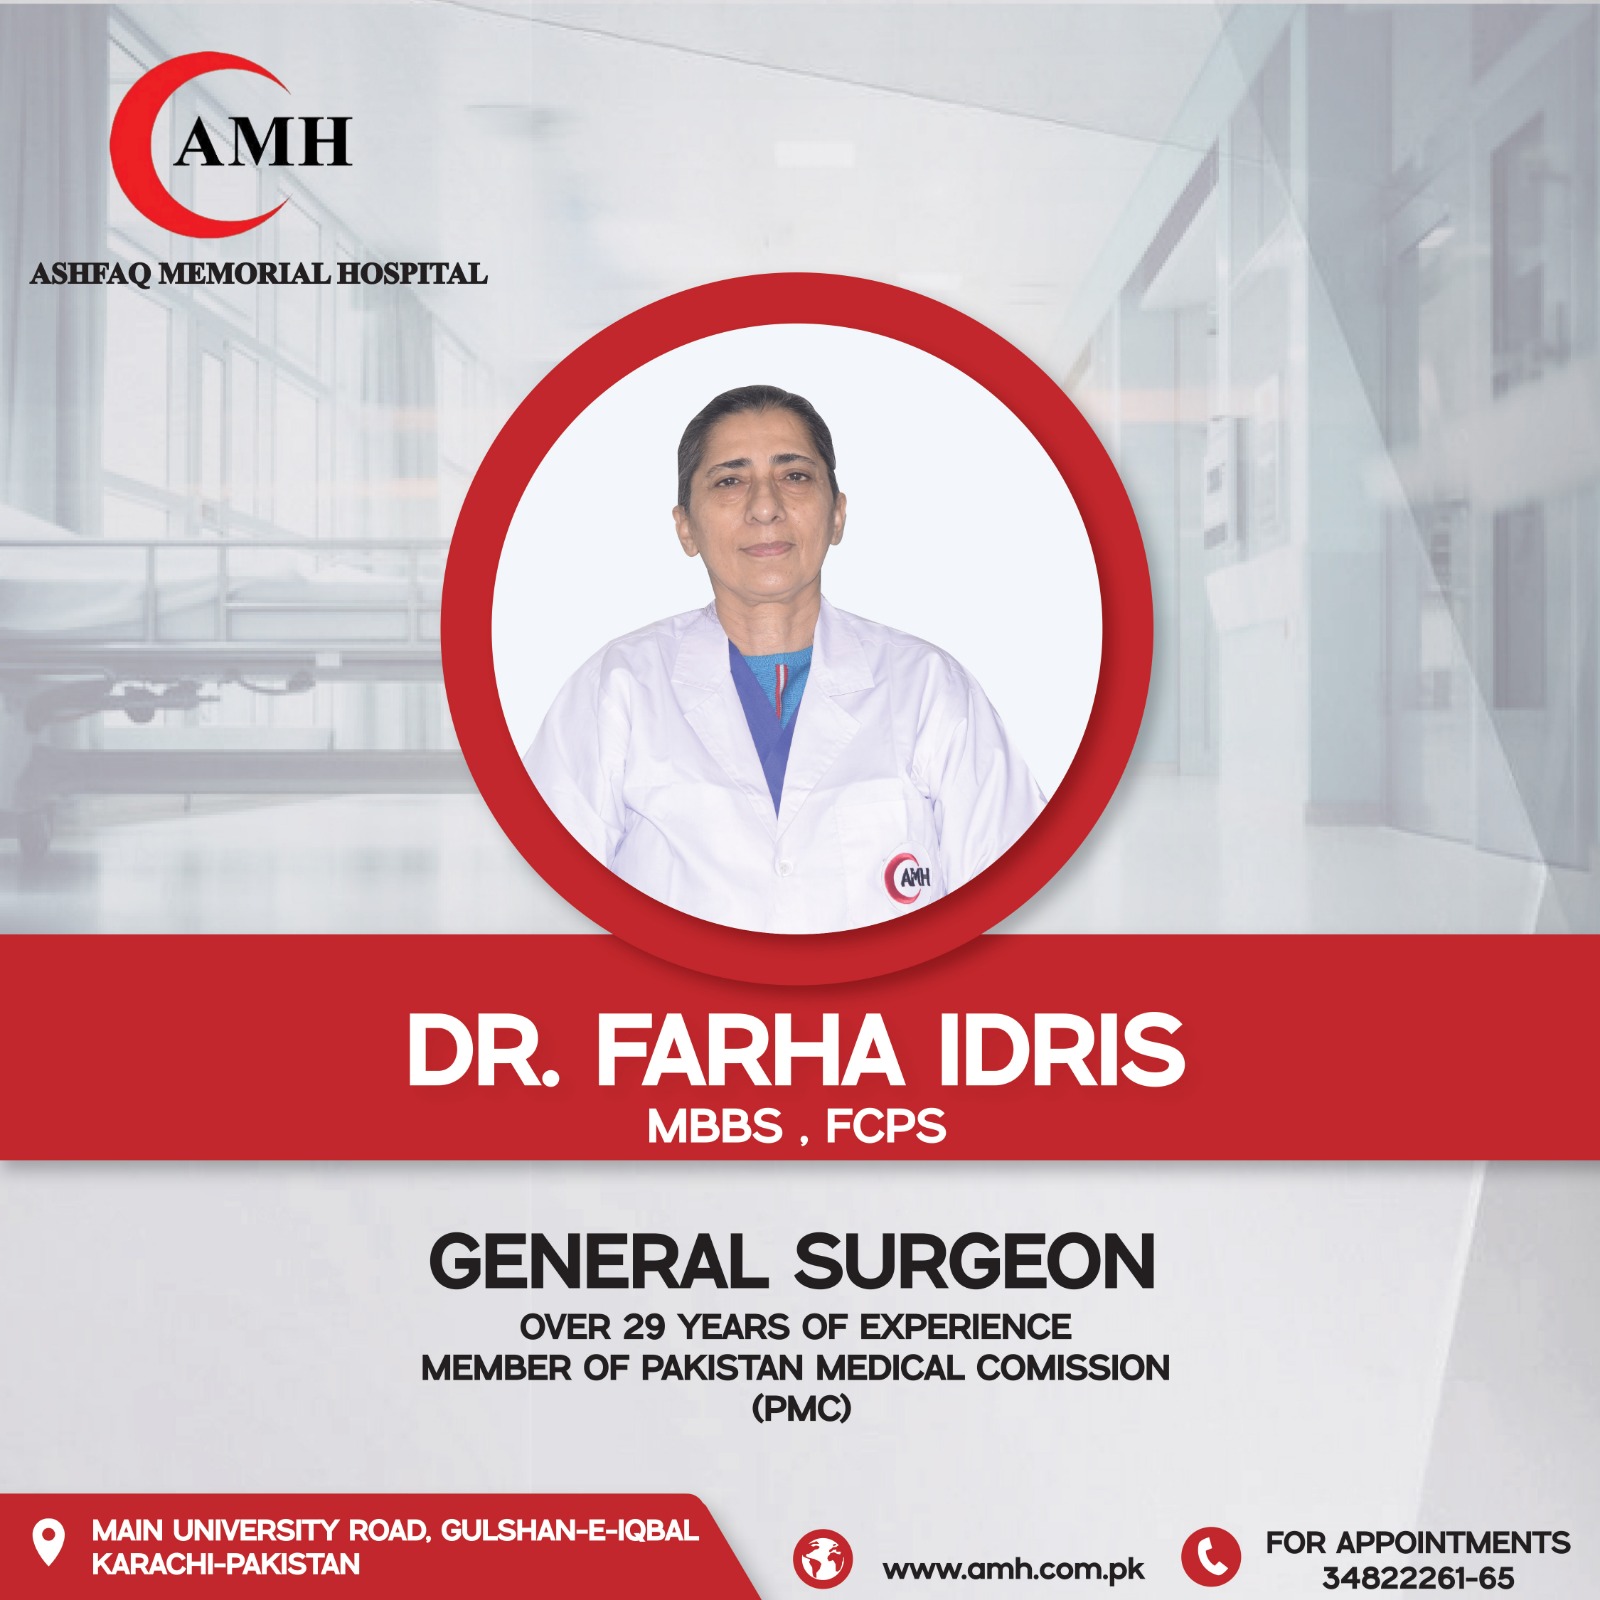 AMH
ASHFAQ MEMORIAL HOSPITAL
AMH
DR. FARHA IDRIS
MBBS , FCPS
GENERAL SURGEON
OVER 29 YEARS OF EXPERIENCE
MEMBER OF PAKISTAN MEDICAL COMISSION
(PMC)
MAIN UNIVERSITY ROAD, GULSHAN-E-IQBAL
KARACHI-PAKISTAN
www.amh.com.pk
FOR APPOINTMENTS
34822261-65